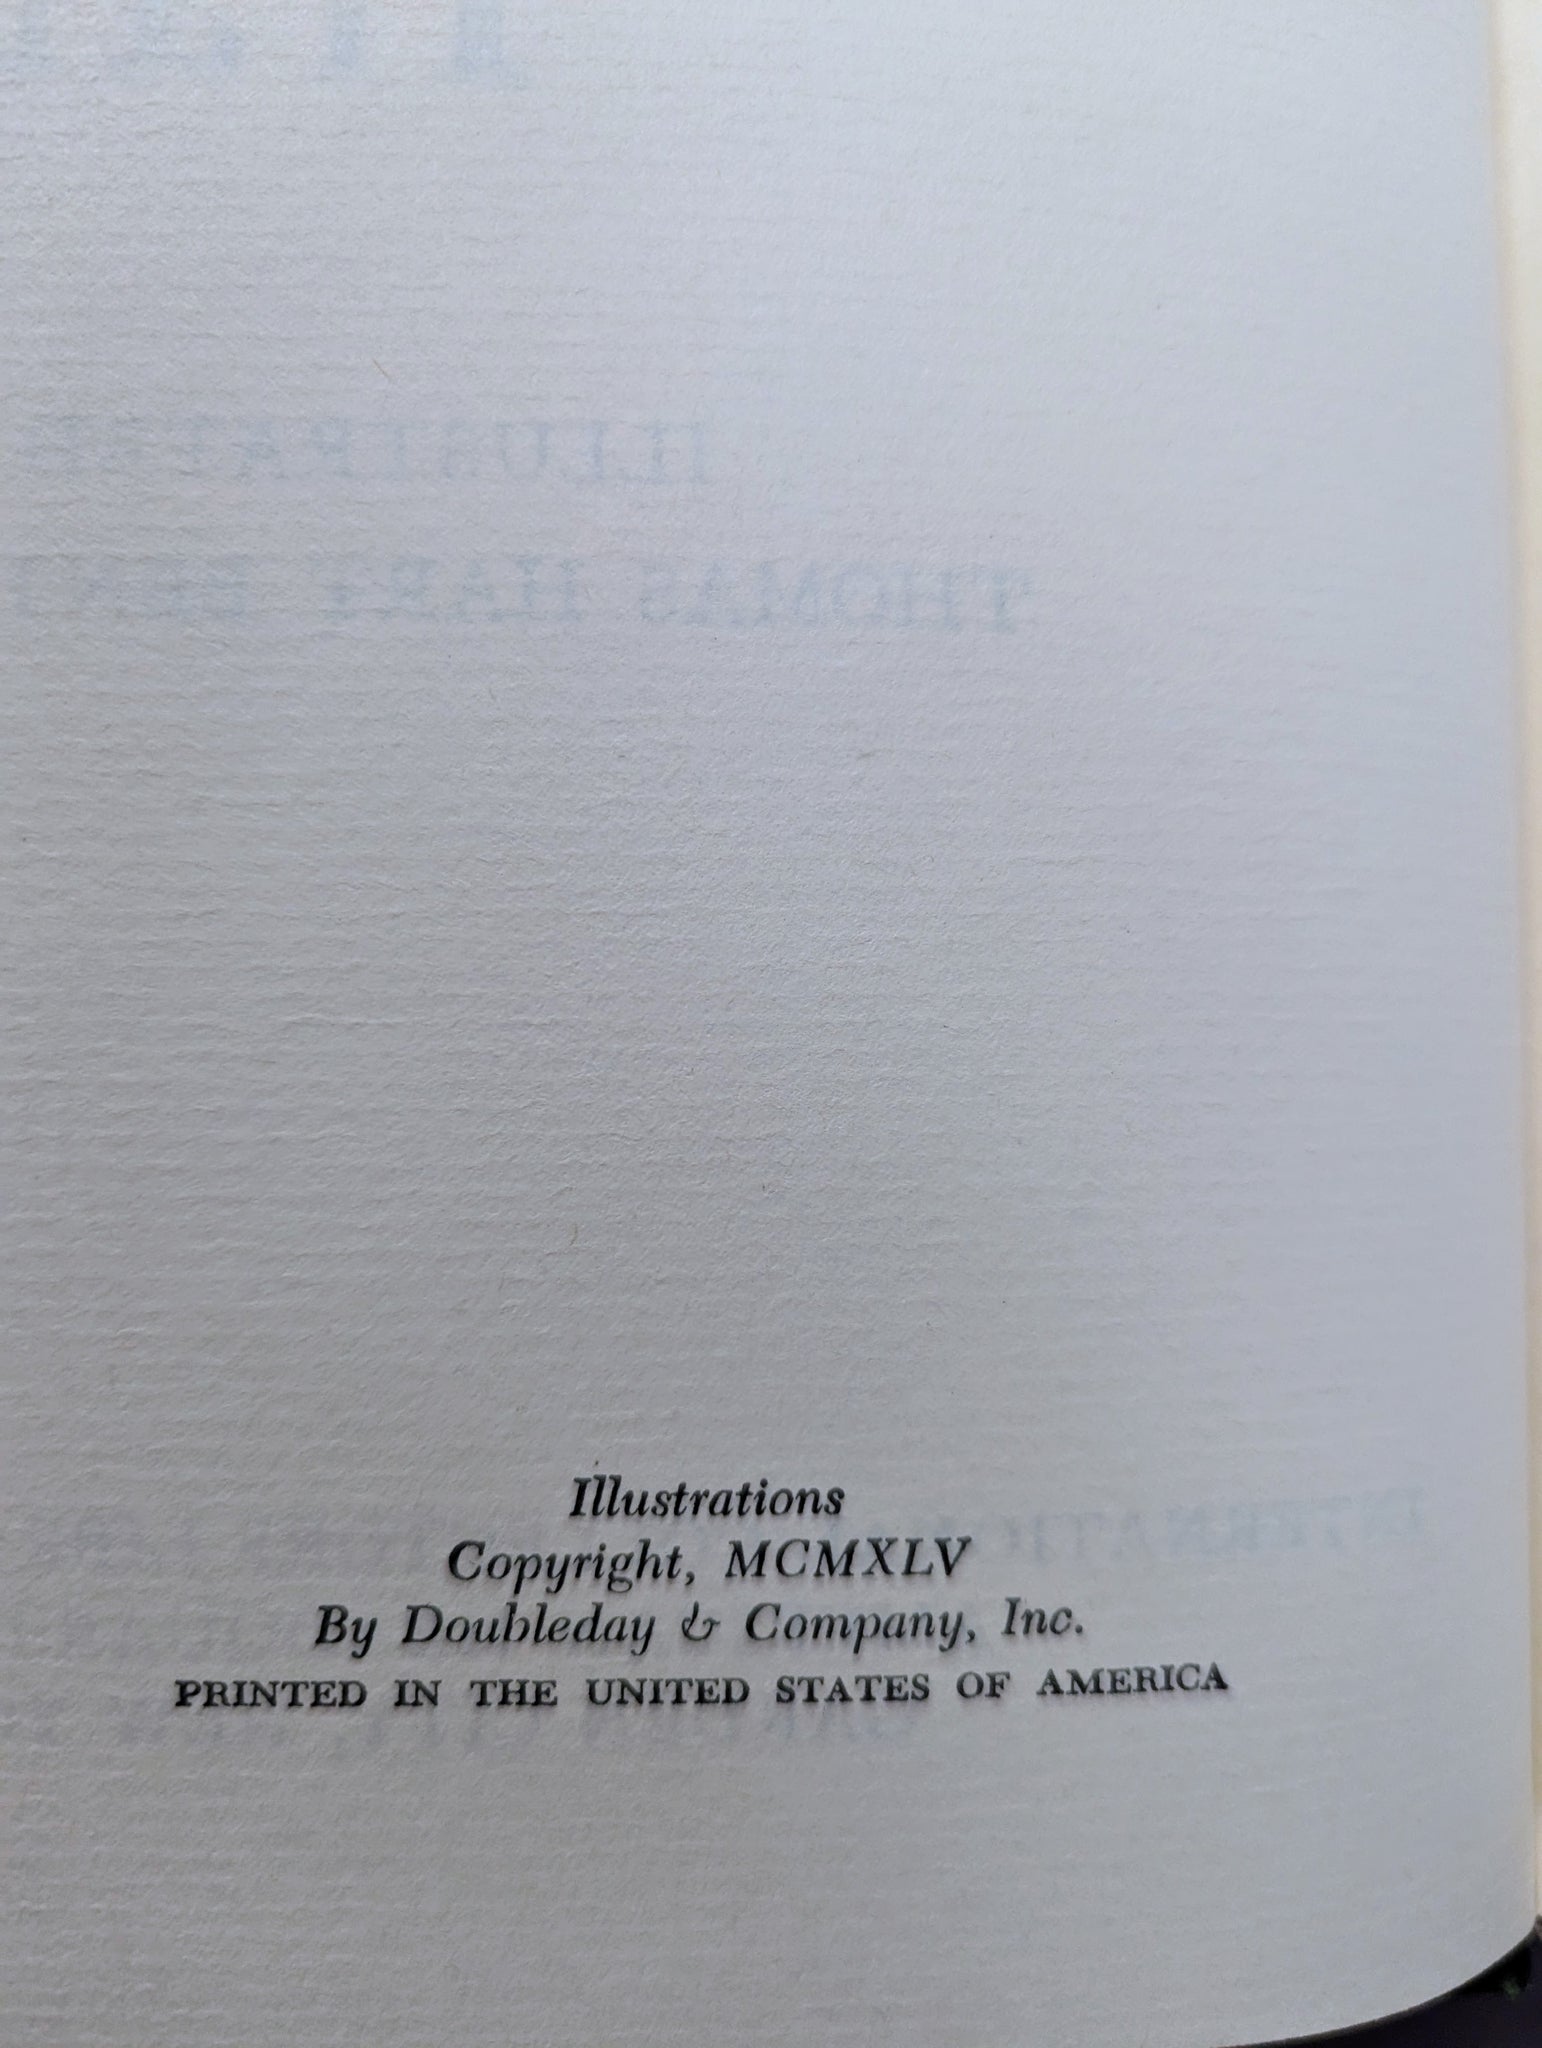 Illustrations
Copyright, MCMXLV
By Doubleday & Company, Inc.
PRINTED IN THE UNITED STATES OF AMERICA